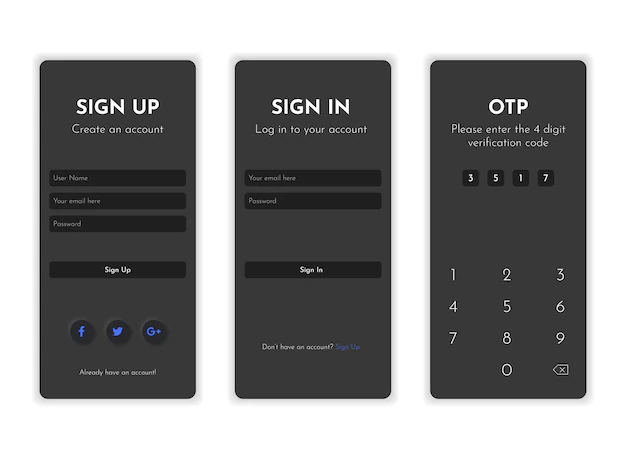 SIGN UP
Create an account
User Name
Your email here
Password
Sign Up
f
G+
Already have an account!
SIGN IN
Log in to your account
Your email here
Password
Sign In
Don't have an account? Sign Up
OTP
Please enter the 4 digit
verification code
3 5 1 7
1 2 3
4 5 6
7 8 9
0